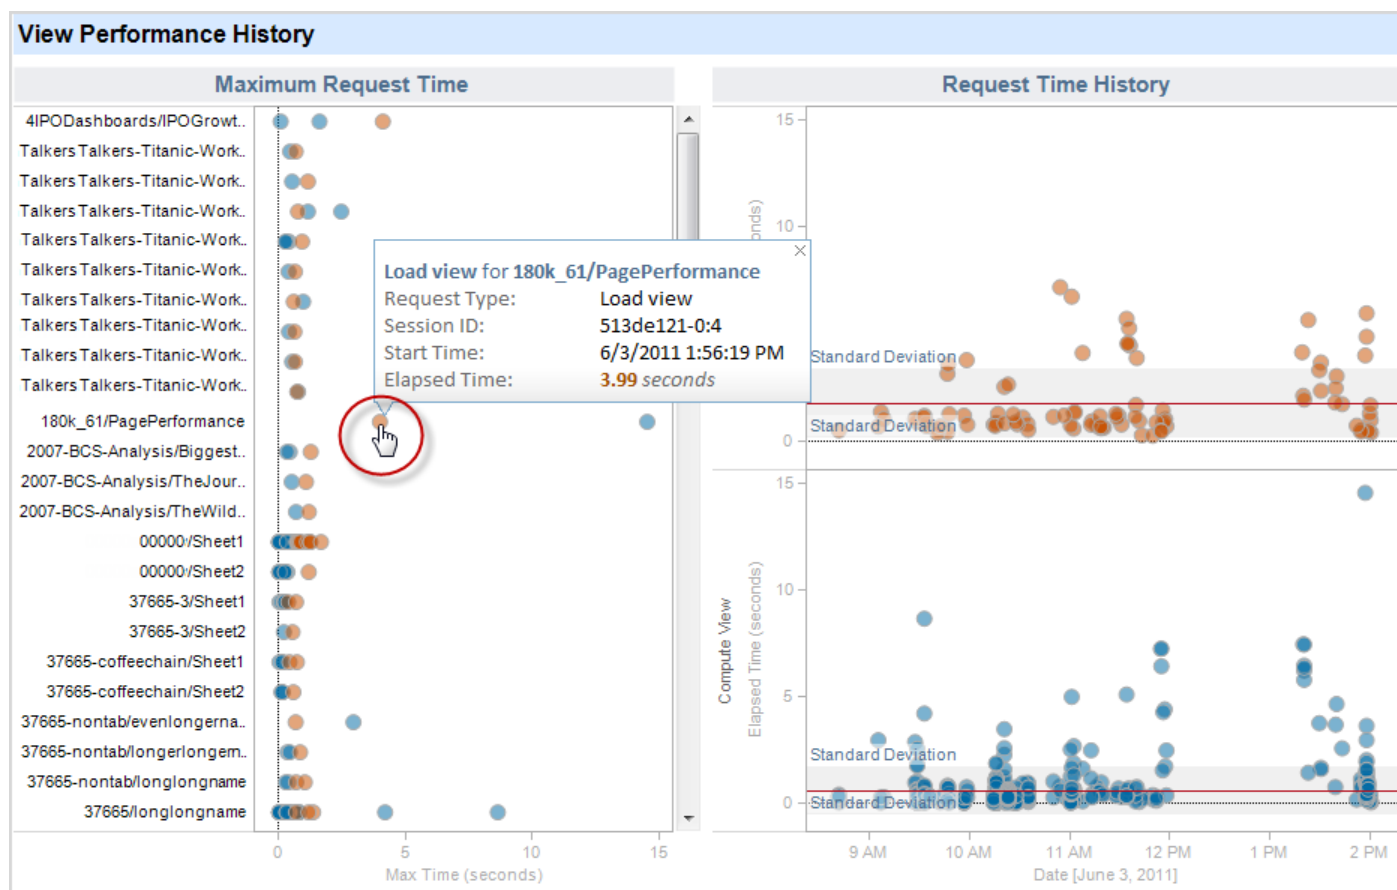 View Performance History
Maximum Request Time
4IPODashboards/IPOGrowt..
Talkers Talkers-Titanic-Work..
Talkers Talkers-Titanic-Work..
Talkers Talkers-Titanic-Work..
Talkers Talkers-Titanic-Work..
Talkers Talkers-Titanic-Work..
Talkers Talkers-Titanic-Work..
Talkers Talkers-Titanic-Work..
Talkers Talkers-Titanic-Work..
Talkers Talkers-Titanic-Work..
180k_61/PagePerformance
2007-BCS-Analysis/Biggest..
2007-BCS-Analysis/TheJour..
2007-BCS-Analysis/TheWild..
00000/Sheet1
00000/Sheet2
37665-3/Sheet1
37665-3/Sheet2
37665-coffeechain/Sheet1
37665-coffeechain/Sheet2
37665-nontab/evenlongerna..
37665-nontab/longerlongem..
37665-nontab/longlongname
37665/longlongname
0 5 10 15
Max Time (seconds)
Load view for 180k_61/PagePerformance
Request Type: Load view
Session ID: 513de121-0:4
Start Time: 6/3/2011 1:56:19 PM
Elapsed Time: 3.99 seconds
Request Time History
15
10
0
onds)
Standard Deviation
Standard Deviation
Compute View
Elapsed Time (seconds)
15
10
5
0
Standard Deviation
Standard Deviation
9 AM 10 AM 11 AM 12 PM 1 PM 2 PM
Date [June 3, 2011]